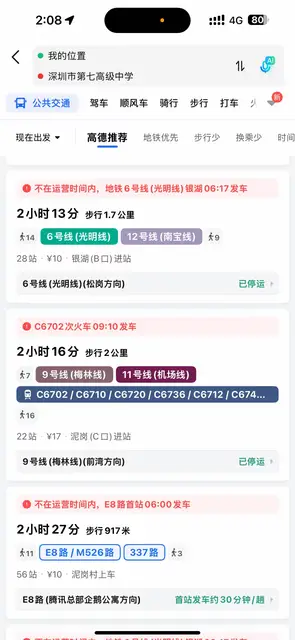 2:08
4G 80
我的位置
深圳市第七高级中学
AI
公共交通 驾车 顺风车 骑行 步行 打车
新
现在出发 高德推荐 地铁优先 步行少 换乘少 时间
不在运营时间内，地铁6号线(光明线)银湖06:17发车
2小时13分 步行1.7公里
14 6号线(光明线) 12号线(南宝线) 9
28站 · ¥10 · 银湖(B口)进站
6号线(光明线)(松岗方向) 已停运
C6702次火车09:10发车
2小时16分 步行2公里
7 9号线(梅林线) 11号线(机场线)
C6702 / C6710 / C6720 / C6736 / C6712 / C674...
16
22站 · ¥17 · 泥岗(C口)进站
9号线(梅林线)(前湾方向) 已停运
不在运营时间内，E8路首站06:00发车
2小时27分 步行917米
11 E8路 / M526路 337路 3
56站 · ¥10 · 泥岗村上车
E8路(腾讯总部企鹅公寓方向) 首站发车约30分钟/趟